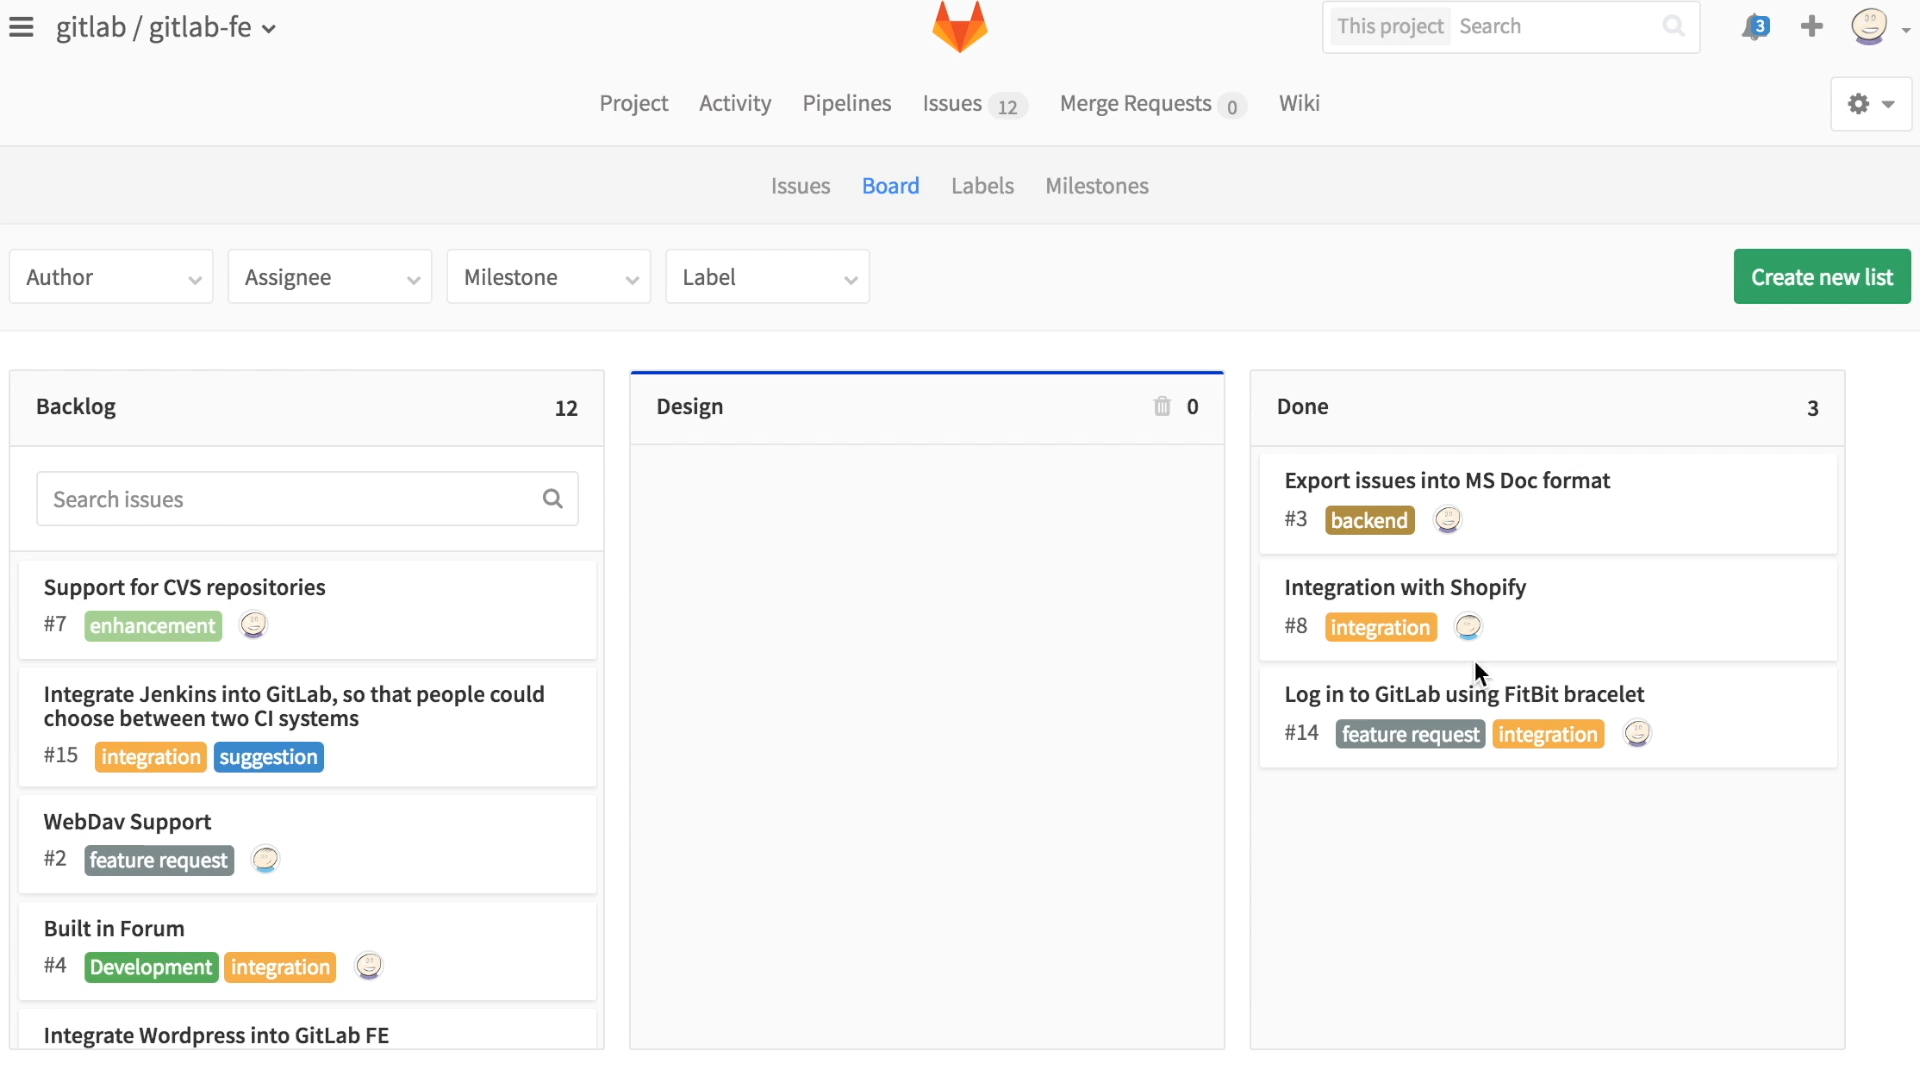 gitlab / gitlab-fe
This project Search
3
Project Activity Pipelines Issues 12 Merge Requests 0 Wiki
Issues Board Labels Milestones
Author Assignee Milestone Label Create new list
Backlog 12
Search issues
Support for CVS repositories
#7 enhancement
Integrate Jenkins into GitLab, so that people could
choose between two CI systems
#15 integration suggestion
WebDav Support
#2 feature request
Built in Forum
#4 Development integration
Integrate Wordpress into GitLab FE
Design 0
Done 3
Export issues into MS Doc format
#3 backend
Integration with Shopify
#8 integration
Log in to GitLab using FitBit bracelet
#14 feature request integration